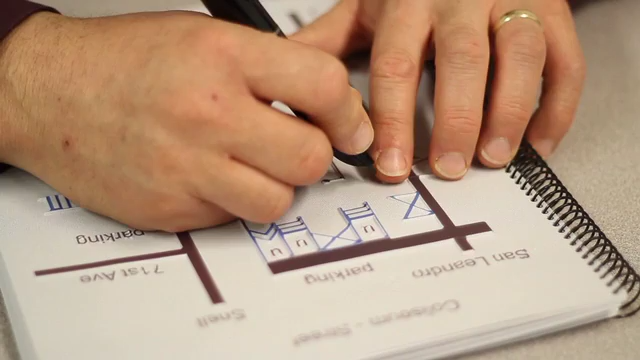 Coliseum - Street
Snell
San Leandro
parking
71st Ave
parking